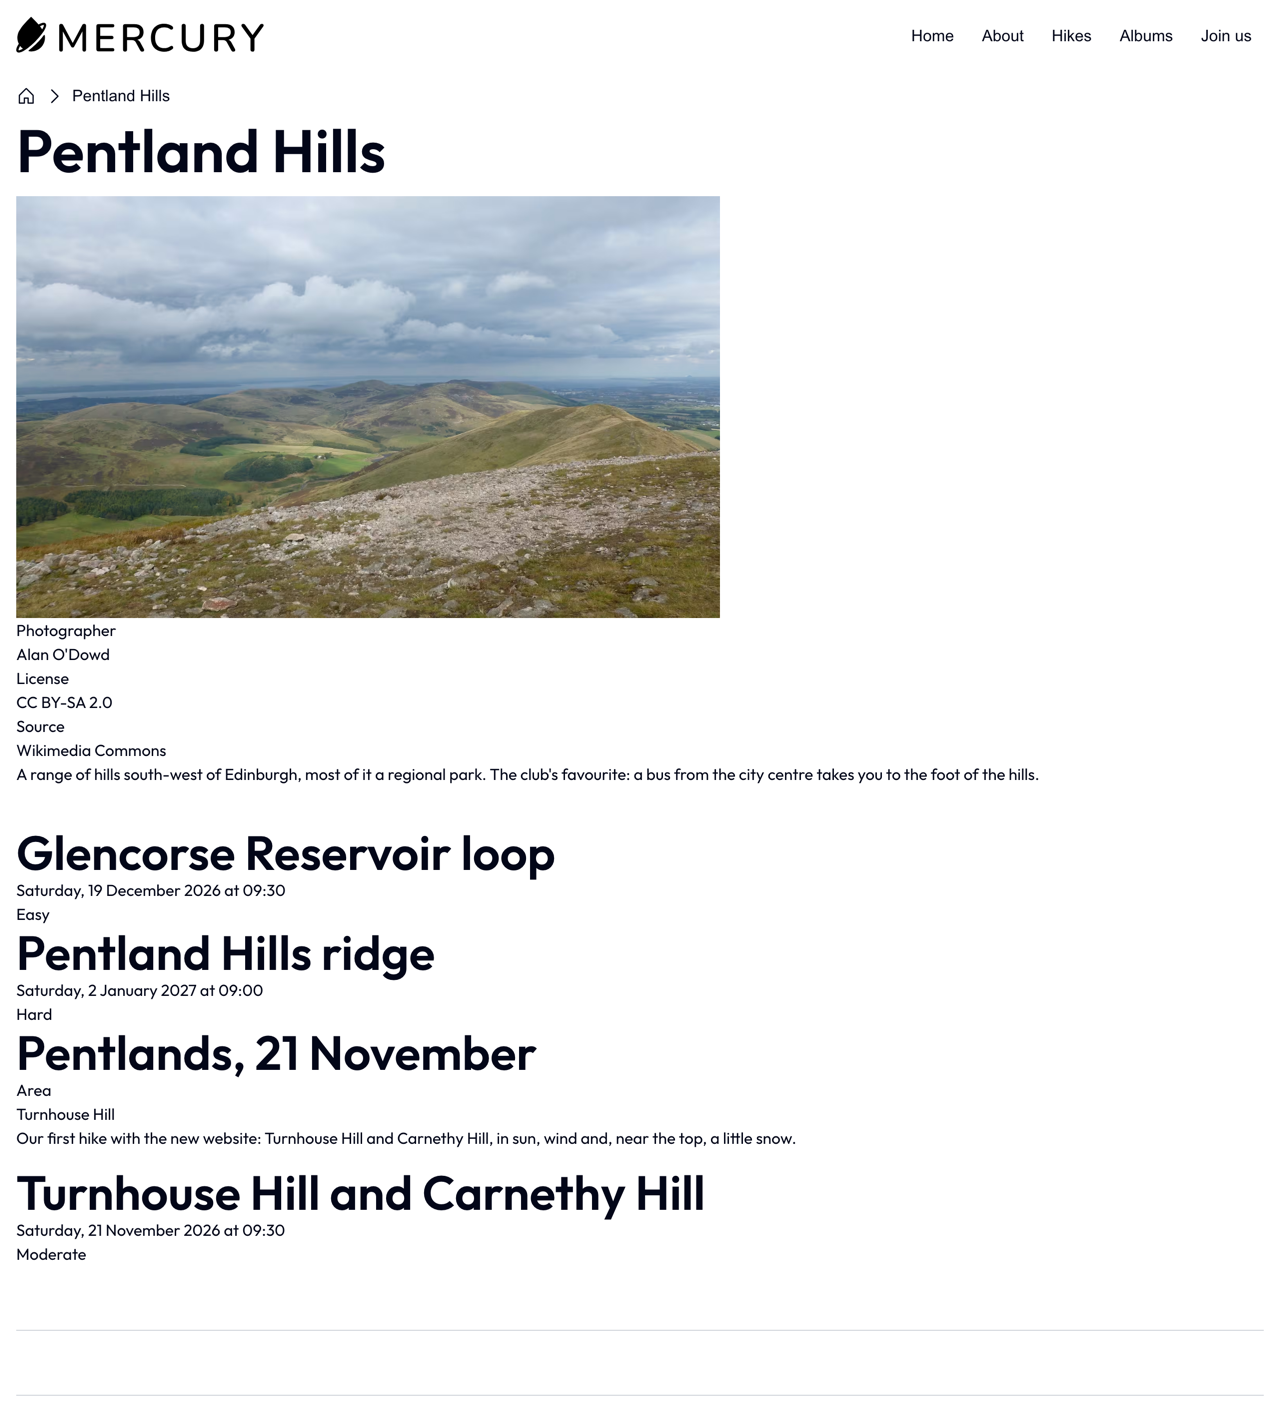 MERCURY
Home About Hikes Albums Join us
Pentland Hills
Pentland Hills
Photographer
Alan O'Dowd
License
CC BY-SA 2.0
Source
Wikimedia Commons
A range of hills south-west of Edinburgh, most of it a regional park. The club's favourite: a bus from the city centre takes you to the foot of the hills.
Glencorse Reservoir loop
Saturday, 19 December 2026 at 09:30
Easy
Pentland Hills ridge
Saturday, 2 January 2027 at 09:00
Hard
Pentlands, 21 November
Area
Turnhouse Hill
Our first hike with the new website: Turnhouse Hill and Carnethy Hill, in sun, wind and, near the top, a little snow.
Turnhouse Hill and Carnethy Hill
Saturday, 21 November 2026 at 09:30
Moderate